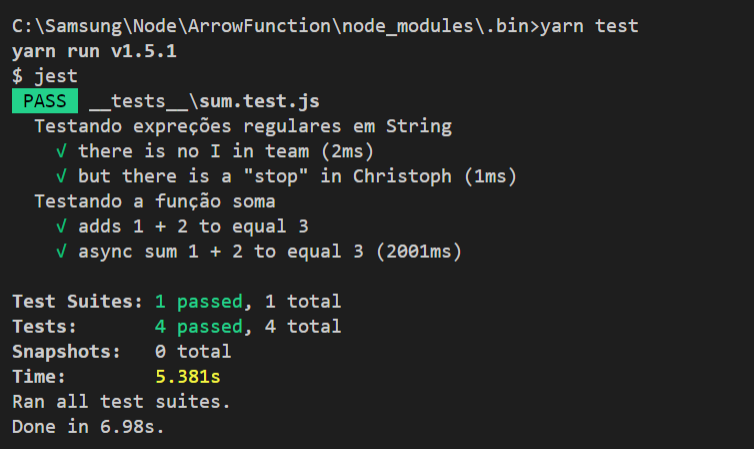 C:\Samsung\Node\ArrowFunction\node_modules\.bin>yarn test
yarn run v1.5.1
$ jest
PASS __tests__\sum.test.js
Testando expreções regulares em String
√ there is no I in team (2ms)
√ but there is a "stop" in Christoph (1ms)
Testando a função soma
√ adds 1 + 2 to equal 3
√ async sum 1 + 2 to equal 3 (2001ms)
Test Suites: 1 passed, 1 total
Tests: 4 passed, 4 total
Snapshots: 0 total
Time: 5.381s
Ran all test suites.
Done in 6.98s.